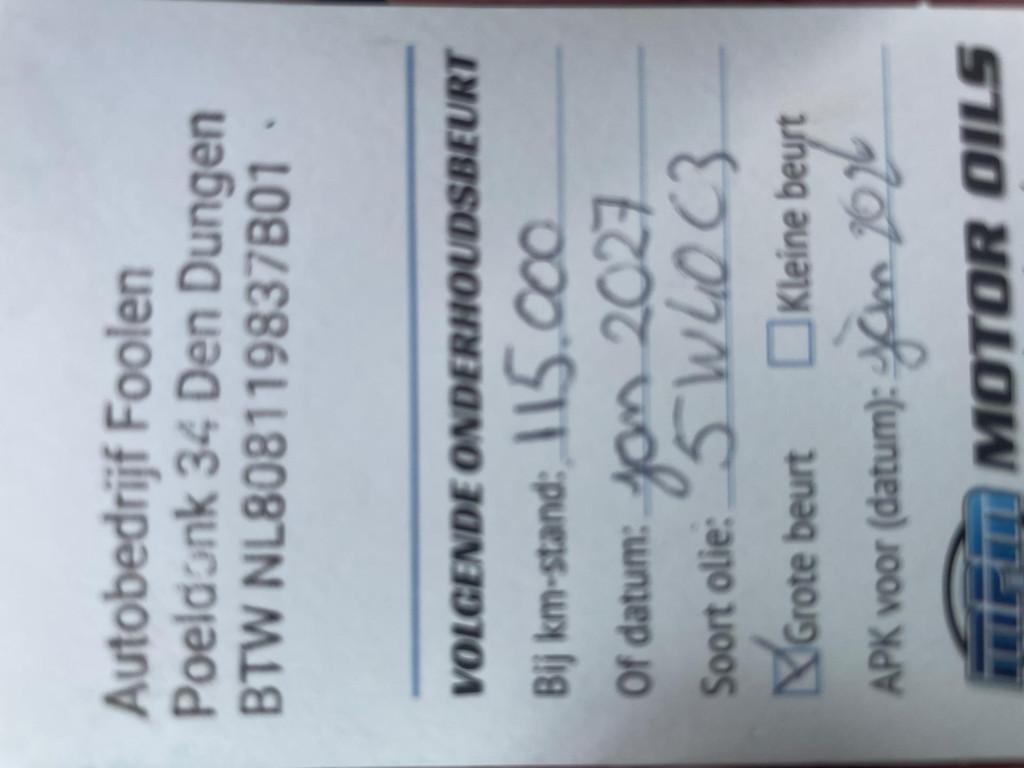 Autobedrijf Foolen
Poeldonk 34 Den Dungen
BTW NL808119837B01
VOLGENDE ONDERHOUDSBEURT
Bij km-stand: 115.000
Of datum: jan 2027
Soort olie: 5W40 C3
Grote beurt Kleine beurt
APK voor (datum): jan 2026
MOTOR OILS